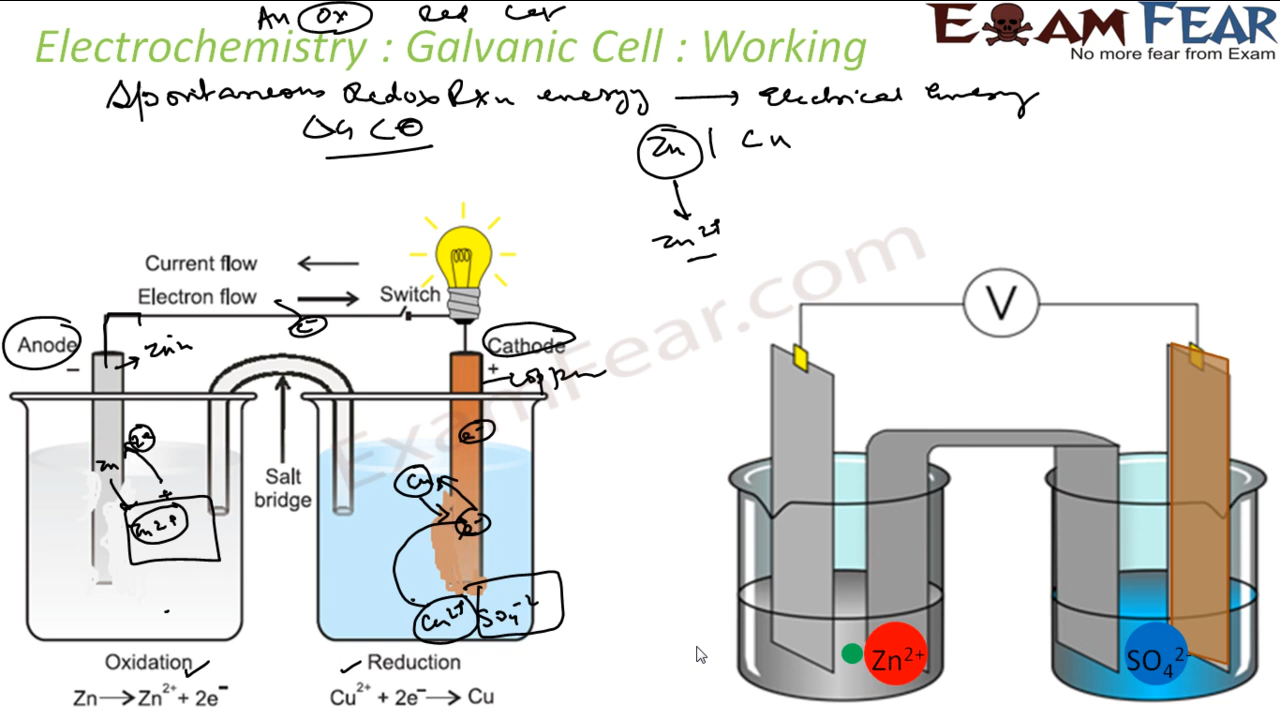 An Ox Red Cat
EXAM FEAR
Electrochemistry : Galvanic Cell : Working
No more fear from Exam
Spontaneous Redox Rxn energy → Electrical Energy
ΔG < 0
Zn | Cu
Zn2+
ExamFear.com
Current flow
Electron flow
Switch
e-
V
Anode
Cathode
−
+
Zinc
Copper
2e-
e-
Zn
+
Cu
Zn2+
e-
Salt
bridge
Cu2+ SO4-2
Zn2+
SO42-
Oxidation
Reduction
Zn→Zn2+ + 2e−
Cu2+ + 2e−→ Cu